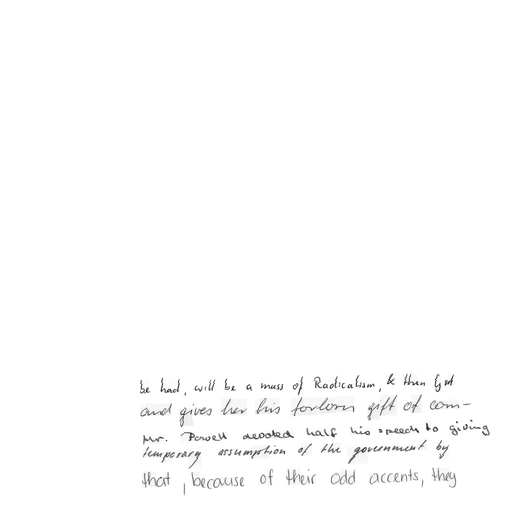 be had, will be a mass of Radicalism, & then
and gives her his forlorn gift of com-
Mr. Powell devoted half his speech to giving
temporary assumption of the government by
that, because of their odd accents, they